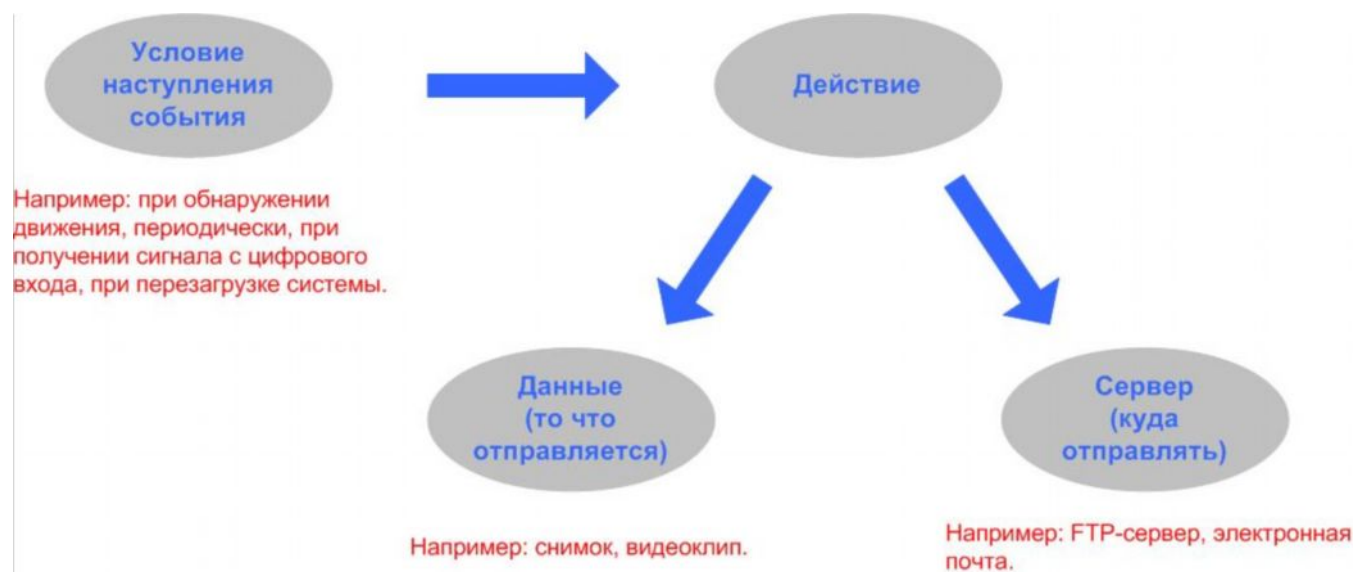 Условие
наступления
события
Действие
Например: при обнаружении
движения, периодически, при
получении сигнала с цифрового
входа, при перезагрузке системы.
Данные
(то что
отправляется)
Сервер
(куда
отправлять)
Например: снимок, видеоклип.
Например: FTP-сервер, электронная
почта.